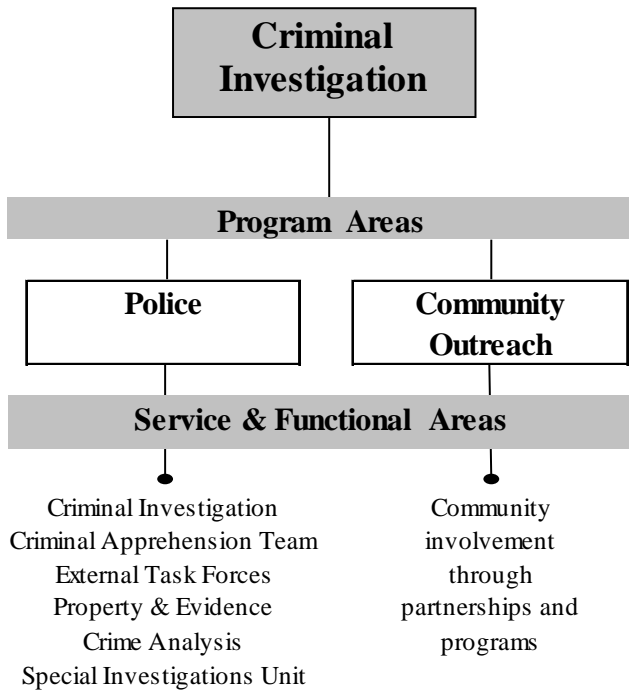 Criminal
Investigation
Program Areas
Police
Community
Outreach
Service & Functional Areas
Criminal Investigation
Criminal Apprehension Team
External Task Forces
Property & Evidence
Crime Analysis
Special Investigations Unit
Community
involvement
through
partnerships and
programs